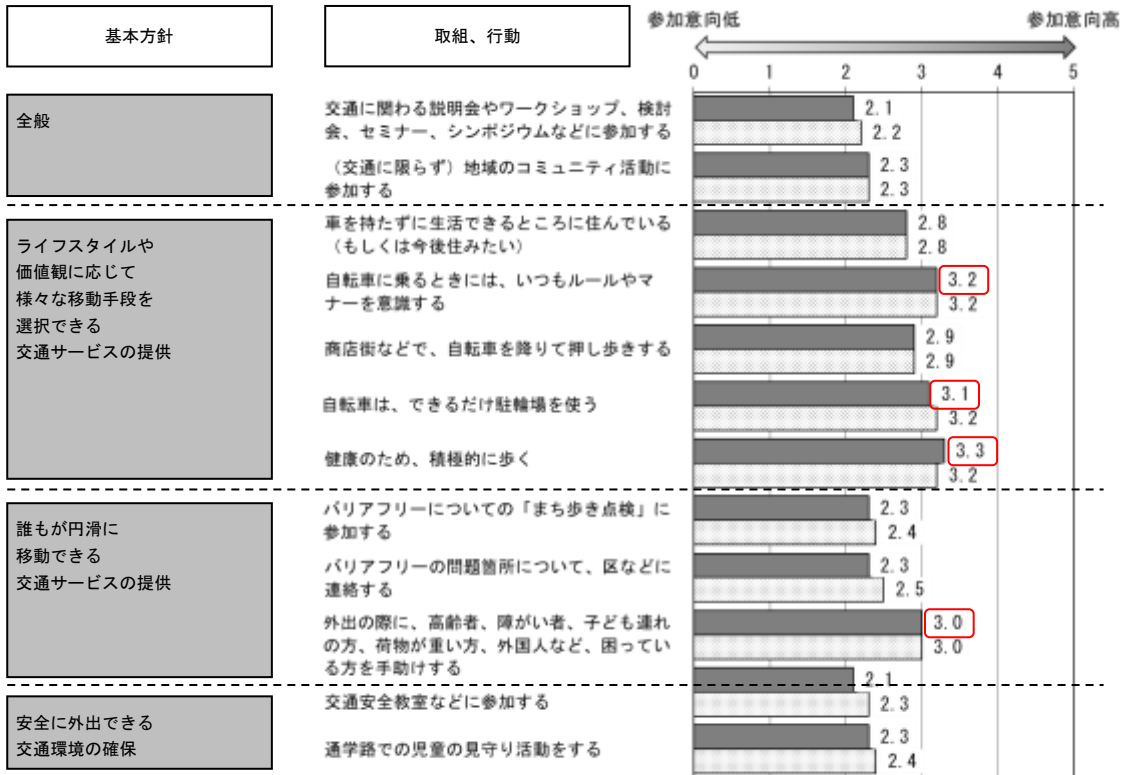 基本方針
取組、行動
参加意向低
参加意向高
0 1 2 3 4 5
全般
交通に関わる説明会やワークショップ、検討
会、セミナー、シンポジウムなどに参加する
2.1
2.2
（交通に限らず）地域のコミュニティ活動に
参加する
2.3
2.3
ライフスタイルや
価値観に応じて
様々な移動手段を
選択できる
交通サービスの提供
車を持たずに生活できるところに住んでいる
（もしくは今後住みたい）
2.8
2.8
自転車に乗るときには、いつもルールやマ
ナーを意識する
3.2
3.2
商店街などで、自転車を降りて押し歩きする
2.9
2.9
自転車は、できるだけ駐輪場を使う
3.1
3.2
健康のため、積極的に歩く
3.3
3.2
誰もが円滑に
移動できる
交通サービスの提供
バリアフリーについての「まち歩き点検」に
参加する
2.3
2.4
バリアフリーの問題箇所について、区などに
連絡する
2.3
2.5
外出の際に、高齢者、障がい者、子ども連れ
の方、荷物が重い方、外国人など、困ってい
る方を手助けする
3.0
3.0
安全に外出できる
交通環境の確保
交通安全教室などに参加する
2.1
2.3
通学路での児童の見守り活動をする
2.3
2.4